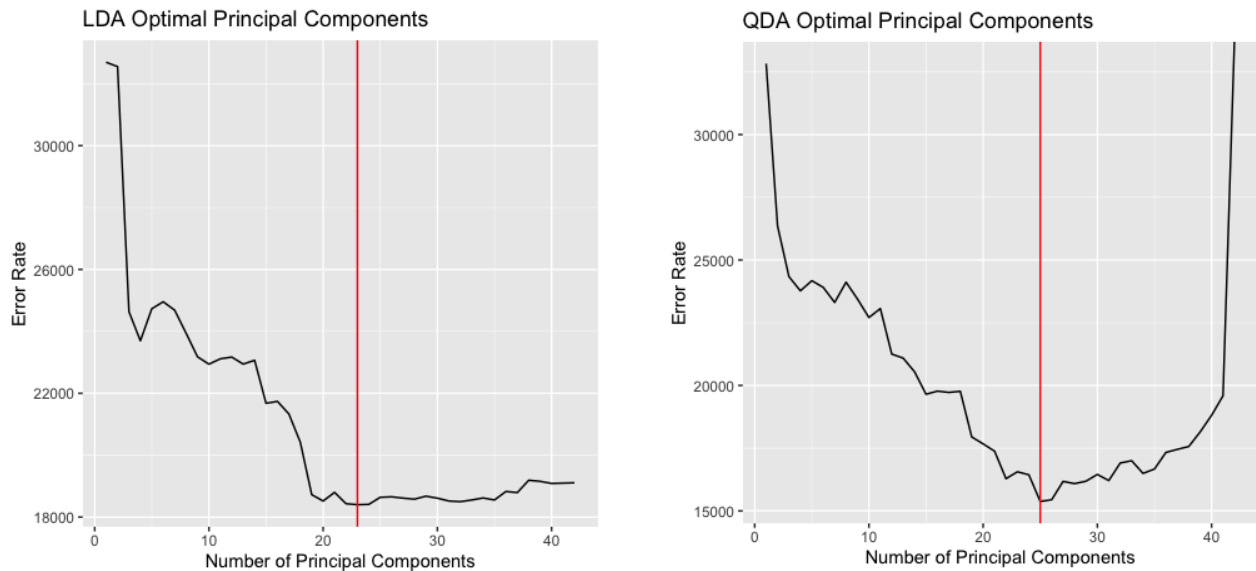 LDA Optimal Principal Components
30000
26000
22000
18000
Error Rate
0 10 20 30 40
Number of Principal Components
QDA Optimal Principal Components
30000
25000
20000
15000
Error Rate
0 10 20 30 40
Number of Principal Components